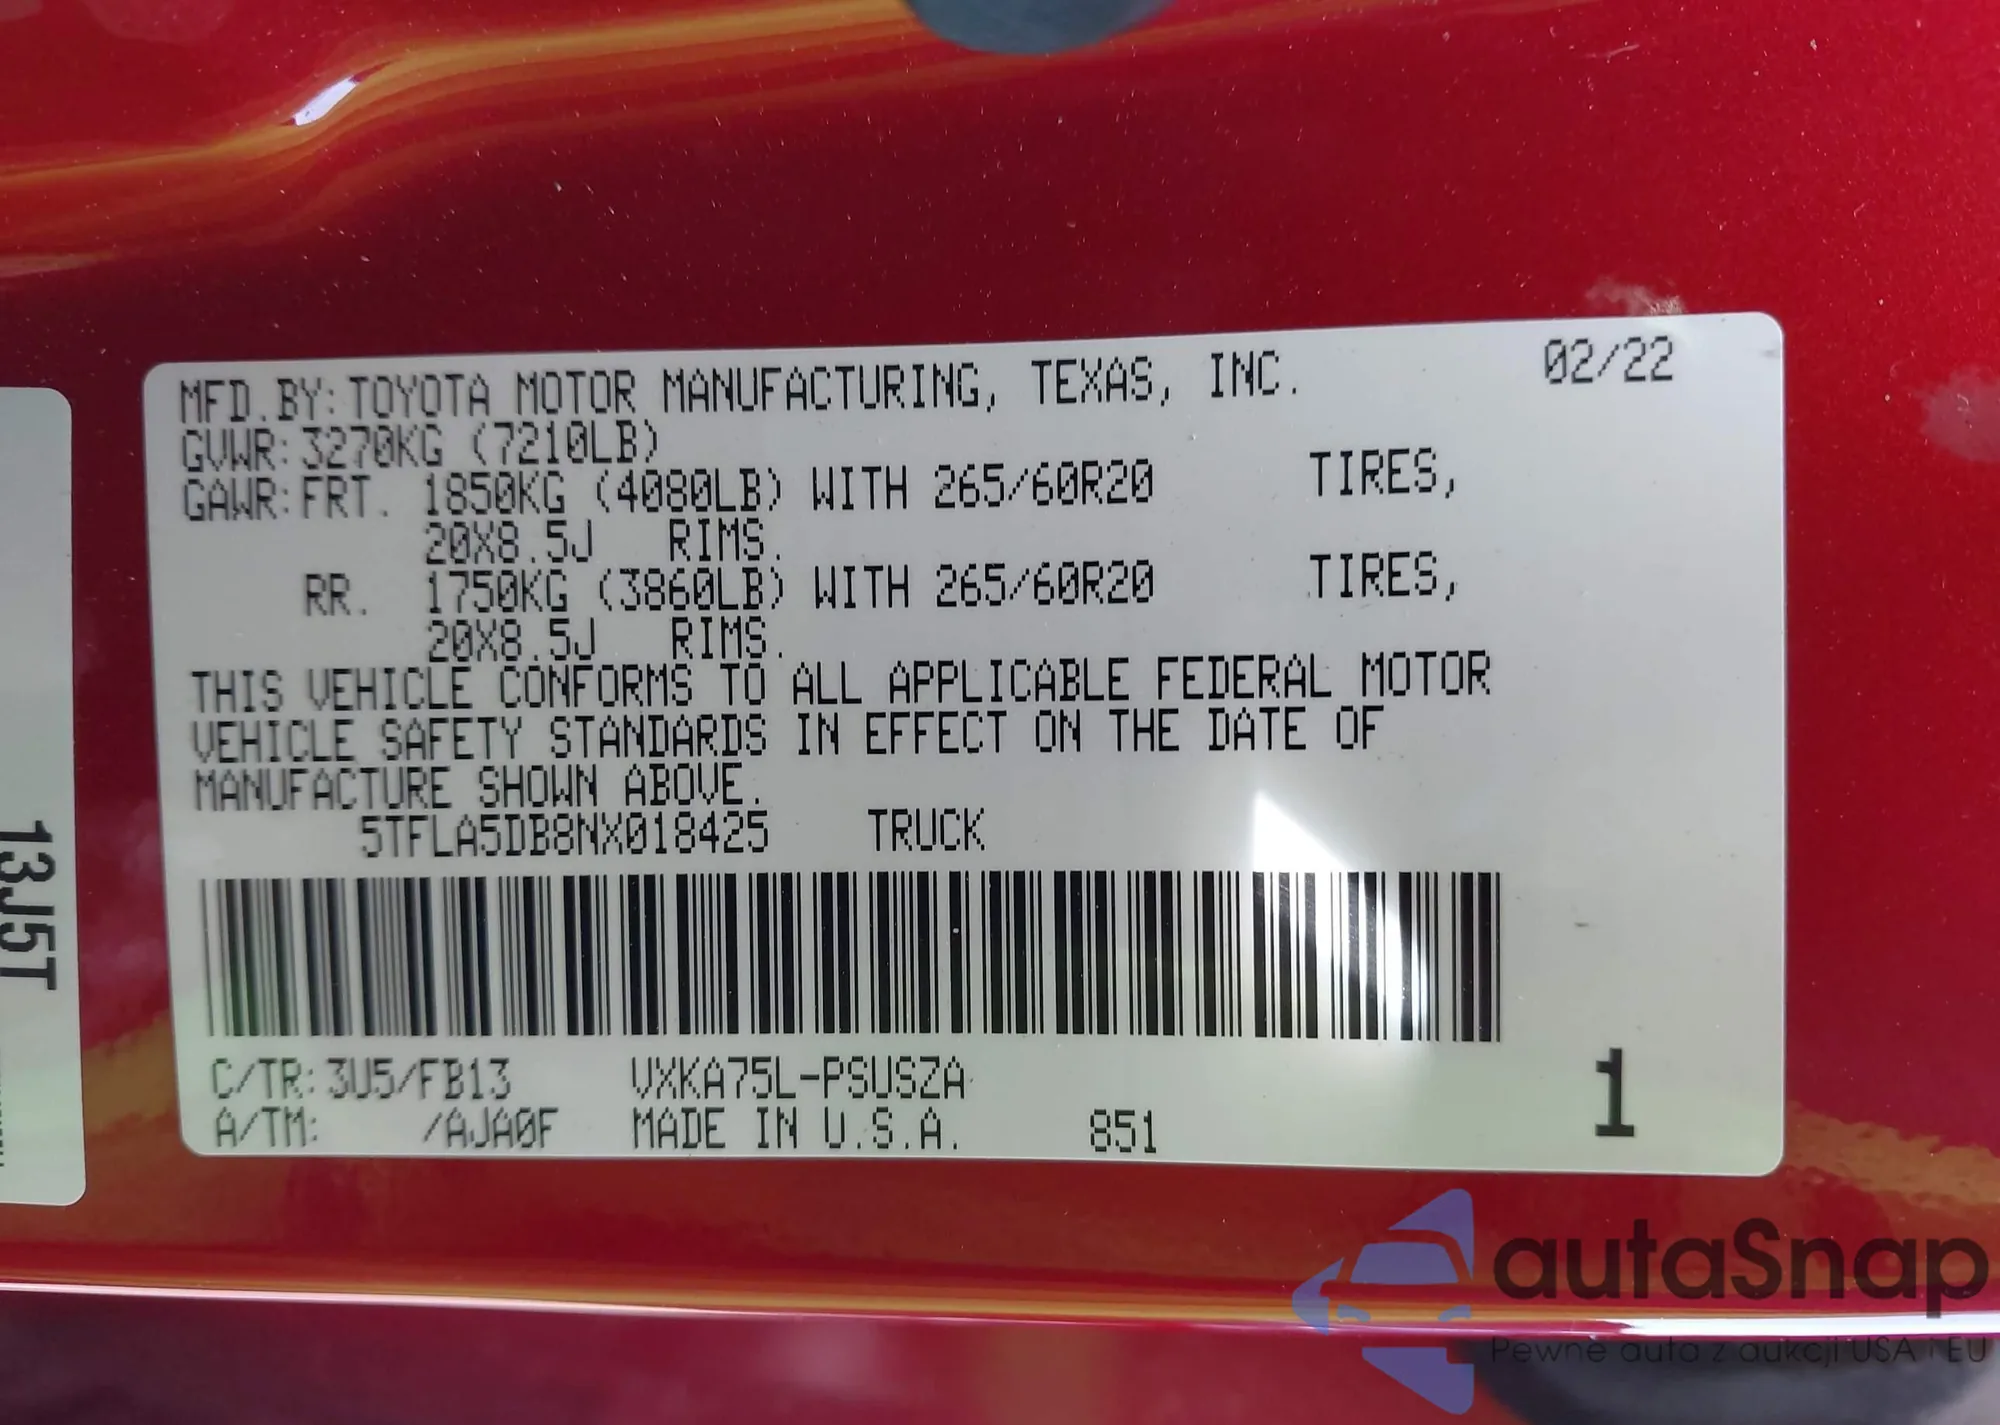 MFD.BY:TOYOTA MOTOR MANUFACTURING, TEXAS, INC. 02/22
GVWR:3270KG (7210LB)
GAWR:FRT. 1850KG (4080LB) WITH 265/60R20 TIRES,
20X8.5J RIMS.
RR. 1750KG (3860LB) WITH 265/60R20 TIRES,
20X8.5J RIMS.
THIS VEHICLE CONFORMS TO ALL APPLICABLE FEDERAL MOTOR
VEHICLE SAFETY STANDARDS IN EFFECT ON THE DATE OF
MANUFACTURE SHOWN ABOVE.
5TFLA5DB8NX018425 TRUCK
C/TR:3U5/FB13 VXKA75L-PSUSZA
A/TM: /AJA0F MADE IN U.S.A. 851
1
13J5T
autaSnap
Pewne auta z aukcji USA i EU